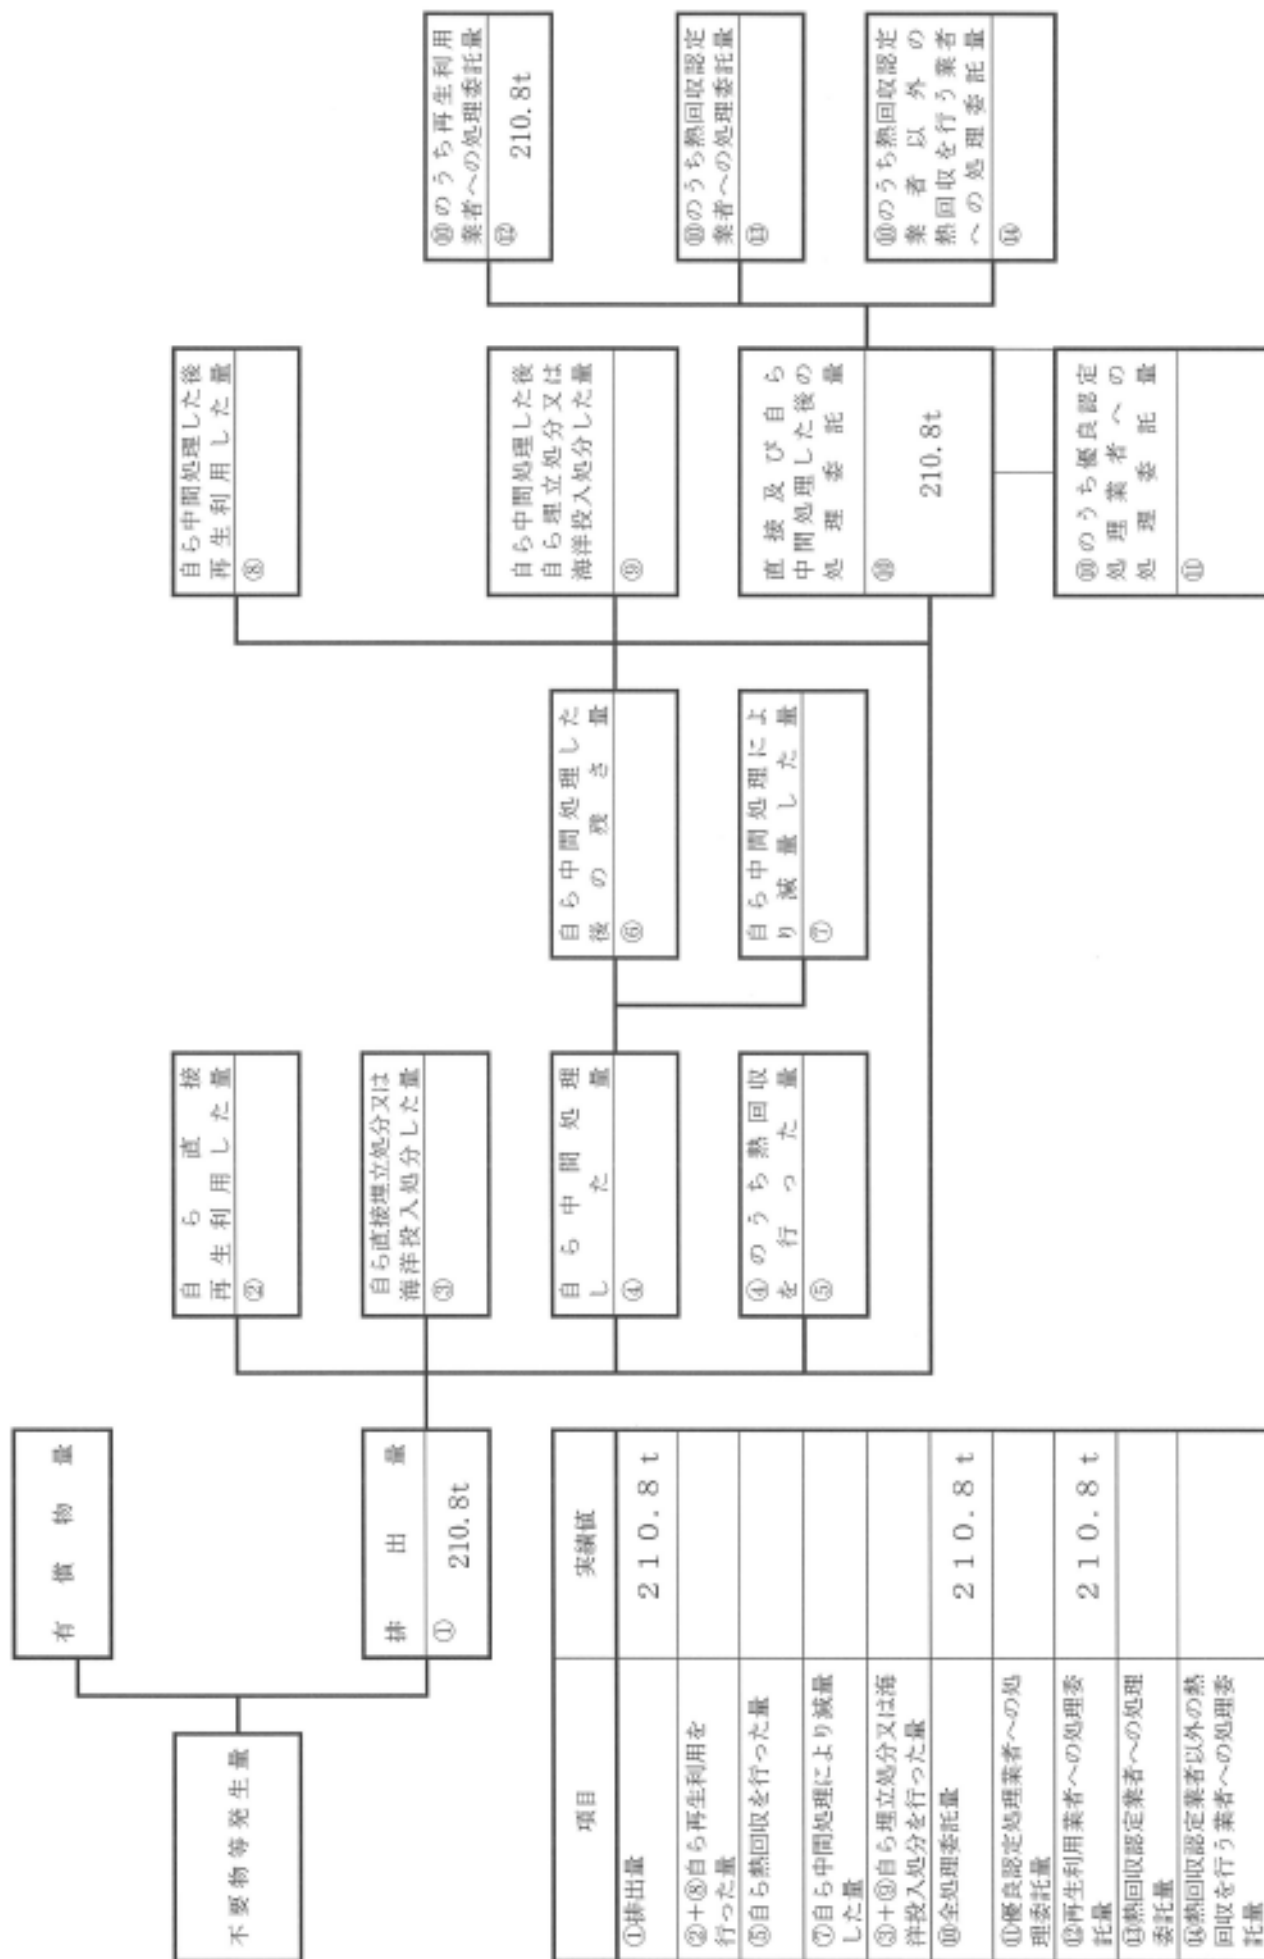 不要物等発生量
有償物量
排出量
①
210.8t
自ら直接
再生利用した量
②
自ら直接埋立処分又は
海洋投入処分した量
③
自ら中間処理
した量
④
④のうち熱回収
を行った量
⑤
自ら中間処理した
後の残さ量
⑥
自ら中間処理によ
り減量した量
⑦
自ら中間処理した後
再生利用した量
⑧
自ら中間処理した後
自ら埋立処分又は
海洋投入処分した量
⑨
直接及び自ら
中間処理した後の
処理委託量
⑩
210.8t
⑩のうち優良認定
処理業者への
処理委託量
⑪
⑩のうち再生利用
業者への処理委託量
⑫
210.8t
⑩のうち熱回収認定
業者への処理委託量
⑬
⑩のうち熱回収認定
業者以外の
熱回収を行う業者
への処理委託量
⑭
項目
実績値
①排出量
210.8t
②+⑧自ら再生利用を
行った量
⑤自ら熱回収を行った量
⑦自ら中間処理により減量
した量
③+⑨自ら埋立処分又は海
洋投入処分を行った量
⑩全処理委託量
210.8t
⑪優良認定処理業者への処
理委託量
⑫再生利用業者への処理委
託量
210.8t
⑬熱回収認定業者への処理
委託量
⑭熱回収認定業者以外の熱
回収を行う業者への処理委
託量